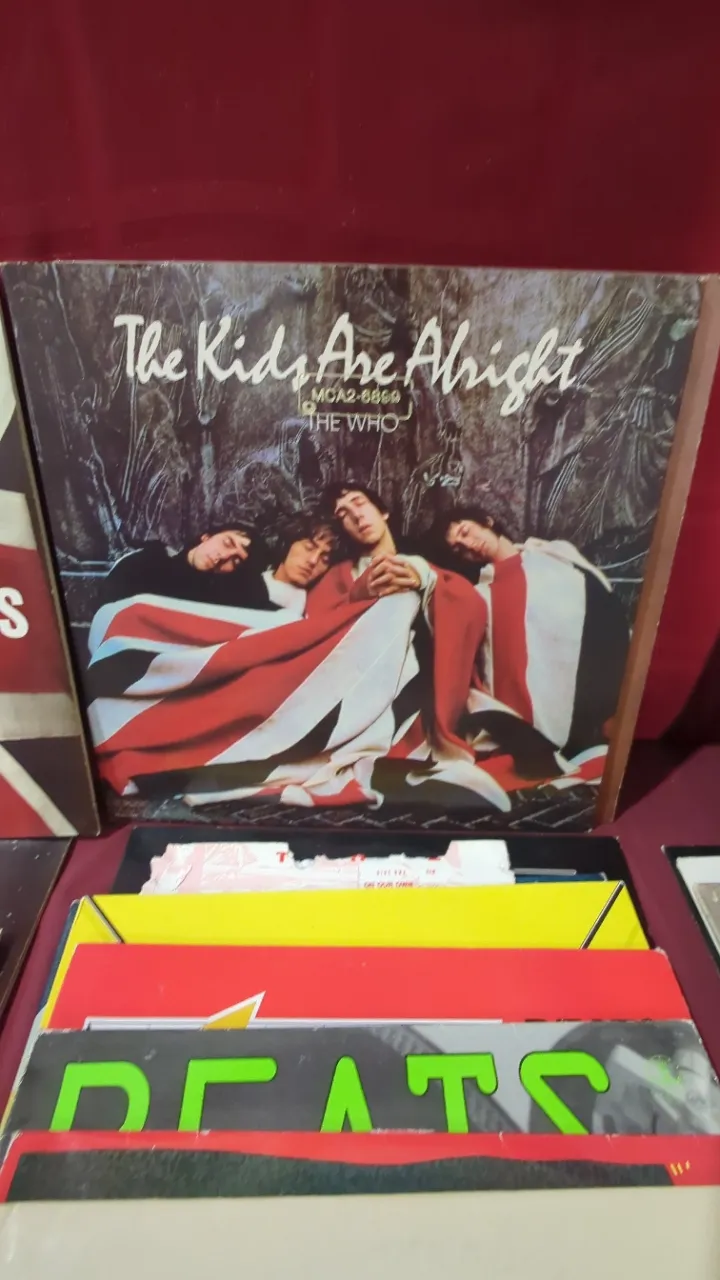 The Kids Are Alright
MCA2-6899
THE WHO
S
BEATS